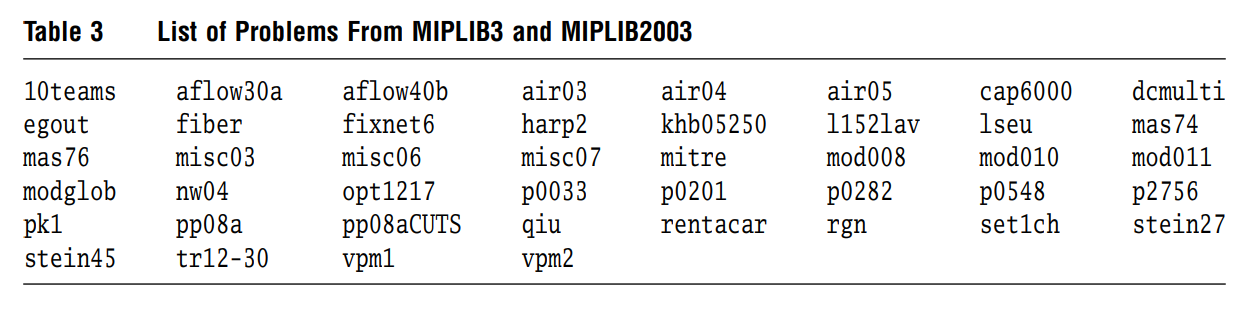 Table 3 List of Problems From MIPLIB3 and MIPLIB2003
10teams aflow30a aflow40b air03 air04 air05 cap6000 dcmulti
egout fiber fixnet6 harp2 khb05250 l152lav lseu mas74
mas76 misc03 misc06 misc07 mitre mod008 mod010 mod011
modglob nw04 opt1217 p0033 p0201 p0282 p0548 p2756
pk1 pp08a pp08aCUTS qiu rentacar rgn set1ch stein27
stein45 tr12-30 vpm1 vpm2